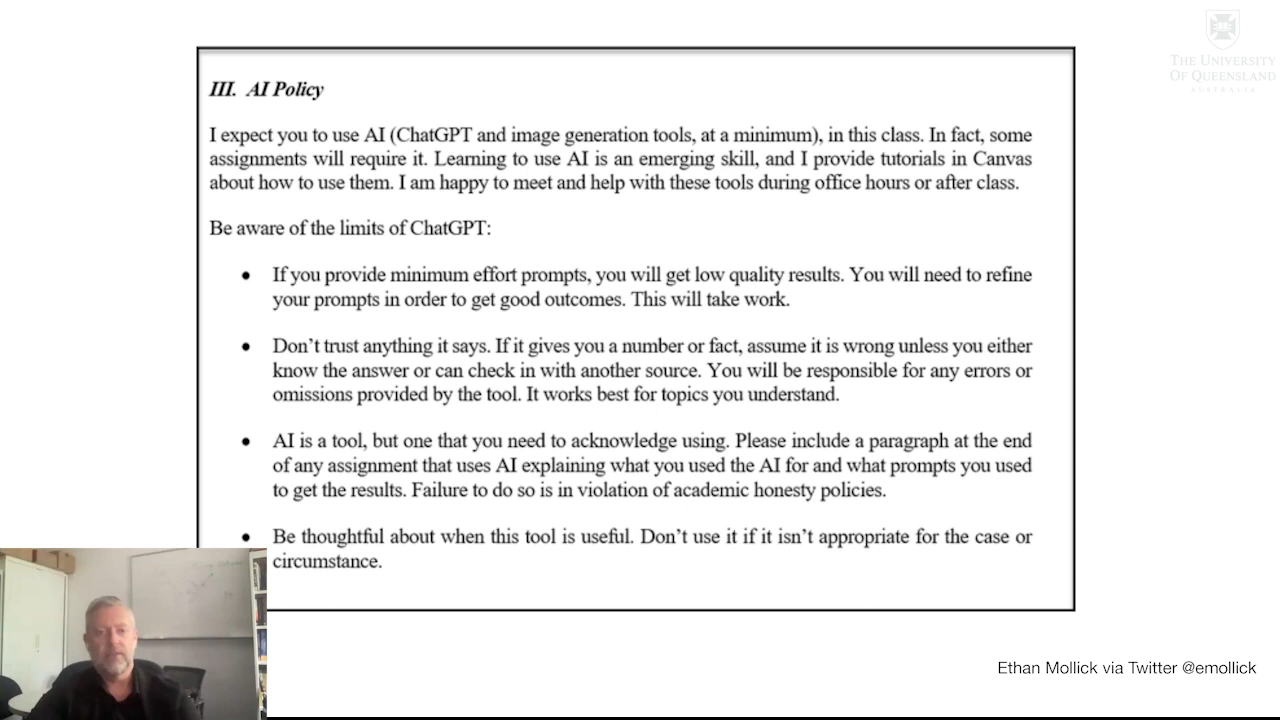 THE UNIVERSITY
OF QUEENSLAND
AUSTRALIA
III. AI Policy
I expect you to use AI (ChatGPT and image generation tools, at a minimum), in this class. In fact, some
assignments will require it. Learning to use AI is an emerging skill, and I provide tutorials in Canvas
about how to use them. I am happy to meet and help with these tools during office hours or after class.
Be aware of the limits of ChatGPT:
• If you provide minimum effort prompts, you will get low quality results. You will need to refine
your prompts in order to get good outcomes. This will take work.
• Don’t trust anything it says. If it gives you a number or fact, assume it is wrong unless you either
know the answer or can check in with another source. You will be responsible for any errors or
omissions provided by the tool. It works best for topics you understand.
• AI is a tool, but one that you need to acknowledge using. Please include a paragraph at the end
of any assignment that uses AI explaining what you used the AI for and what prompts you used
to get the results. Failure to do so is in violation of academic honesty policies.
• Be thoughtful about when this tool is useful. Don’t use it if it isn’t appropriate for the case or
circumstance.
Ethan Mollick via Twitter @emollick